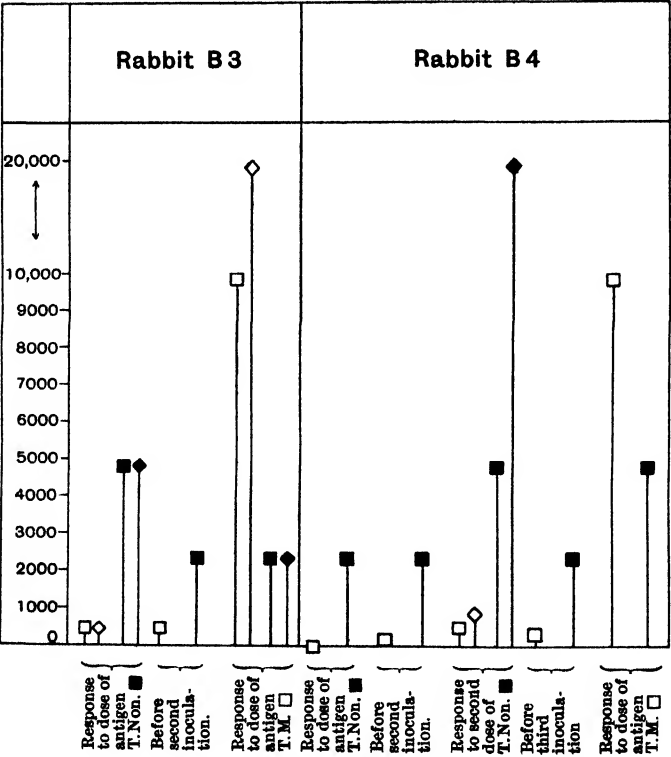 Rabbit B 3
Rabbit B 4
20,000
10,000
9000
8000
7000
6000
5000
4000
3000
2000
1000
0
Response
to dose of
antigen
T. Non.
Before
second
inocula-
tion.
Response
to dose of
antigen
T. M.
Response
to dose of
antigen
T. Non.
Before
second
inocula-
tion.
Response
to second
dose of
T. Non.
Before
third
inocula-
tion
Response
to dose of
antigen
T. M.